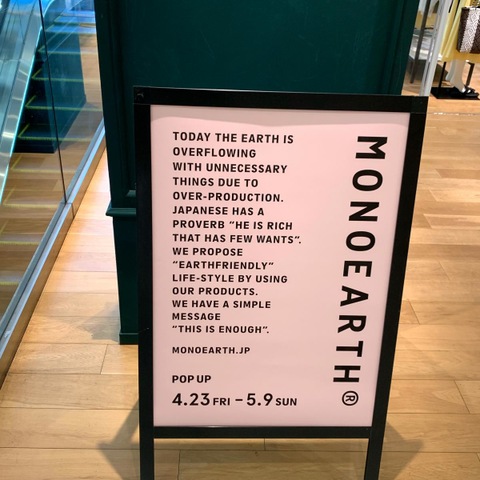 TODAY THE EARTH IS
OVERFLOWING
WITH UNNECESSARY
THINGS DUE TO
OVER-PRODUCTION.
JAPANESE HAS A
PROVERB "HE IS RICH
THAT HAS FEW WANTS".
WE PROPOSE
"EARTHFRIENDLY"
LIFE-STYLE BY USING
OUR PRODUCTS.
WE HAVE A SIMPLE
MESSAGE
"THIS IS ENOUGH".
MONOEARTH.JP
POP UP
4.23 FRI – 5.9 SUN
MONOEARTH®